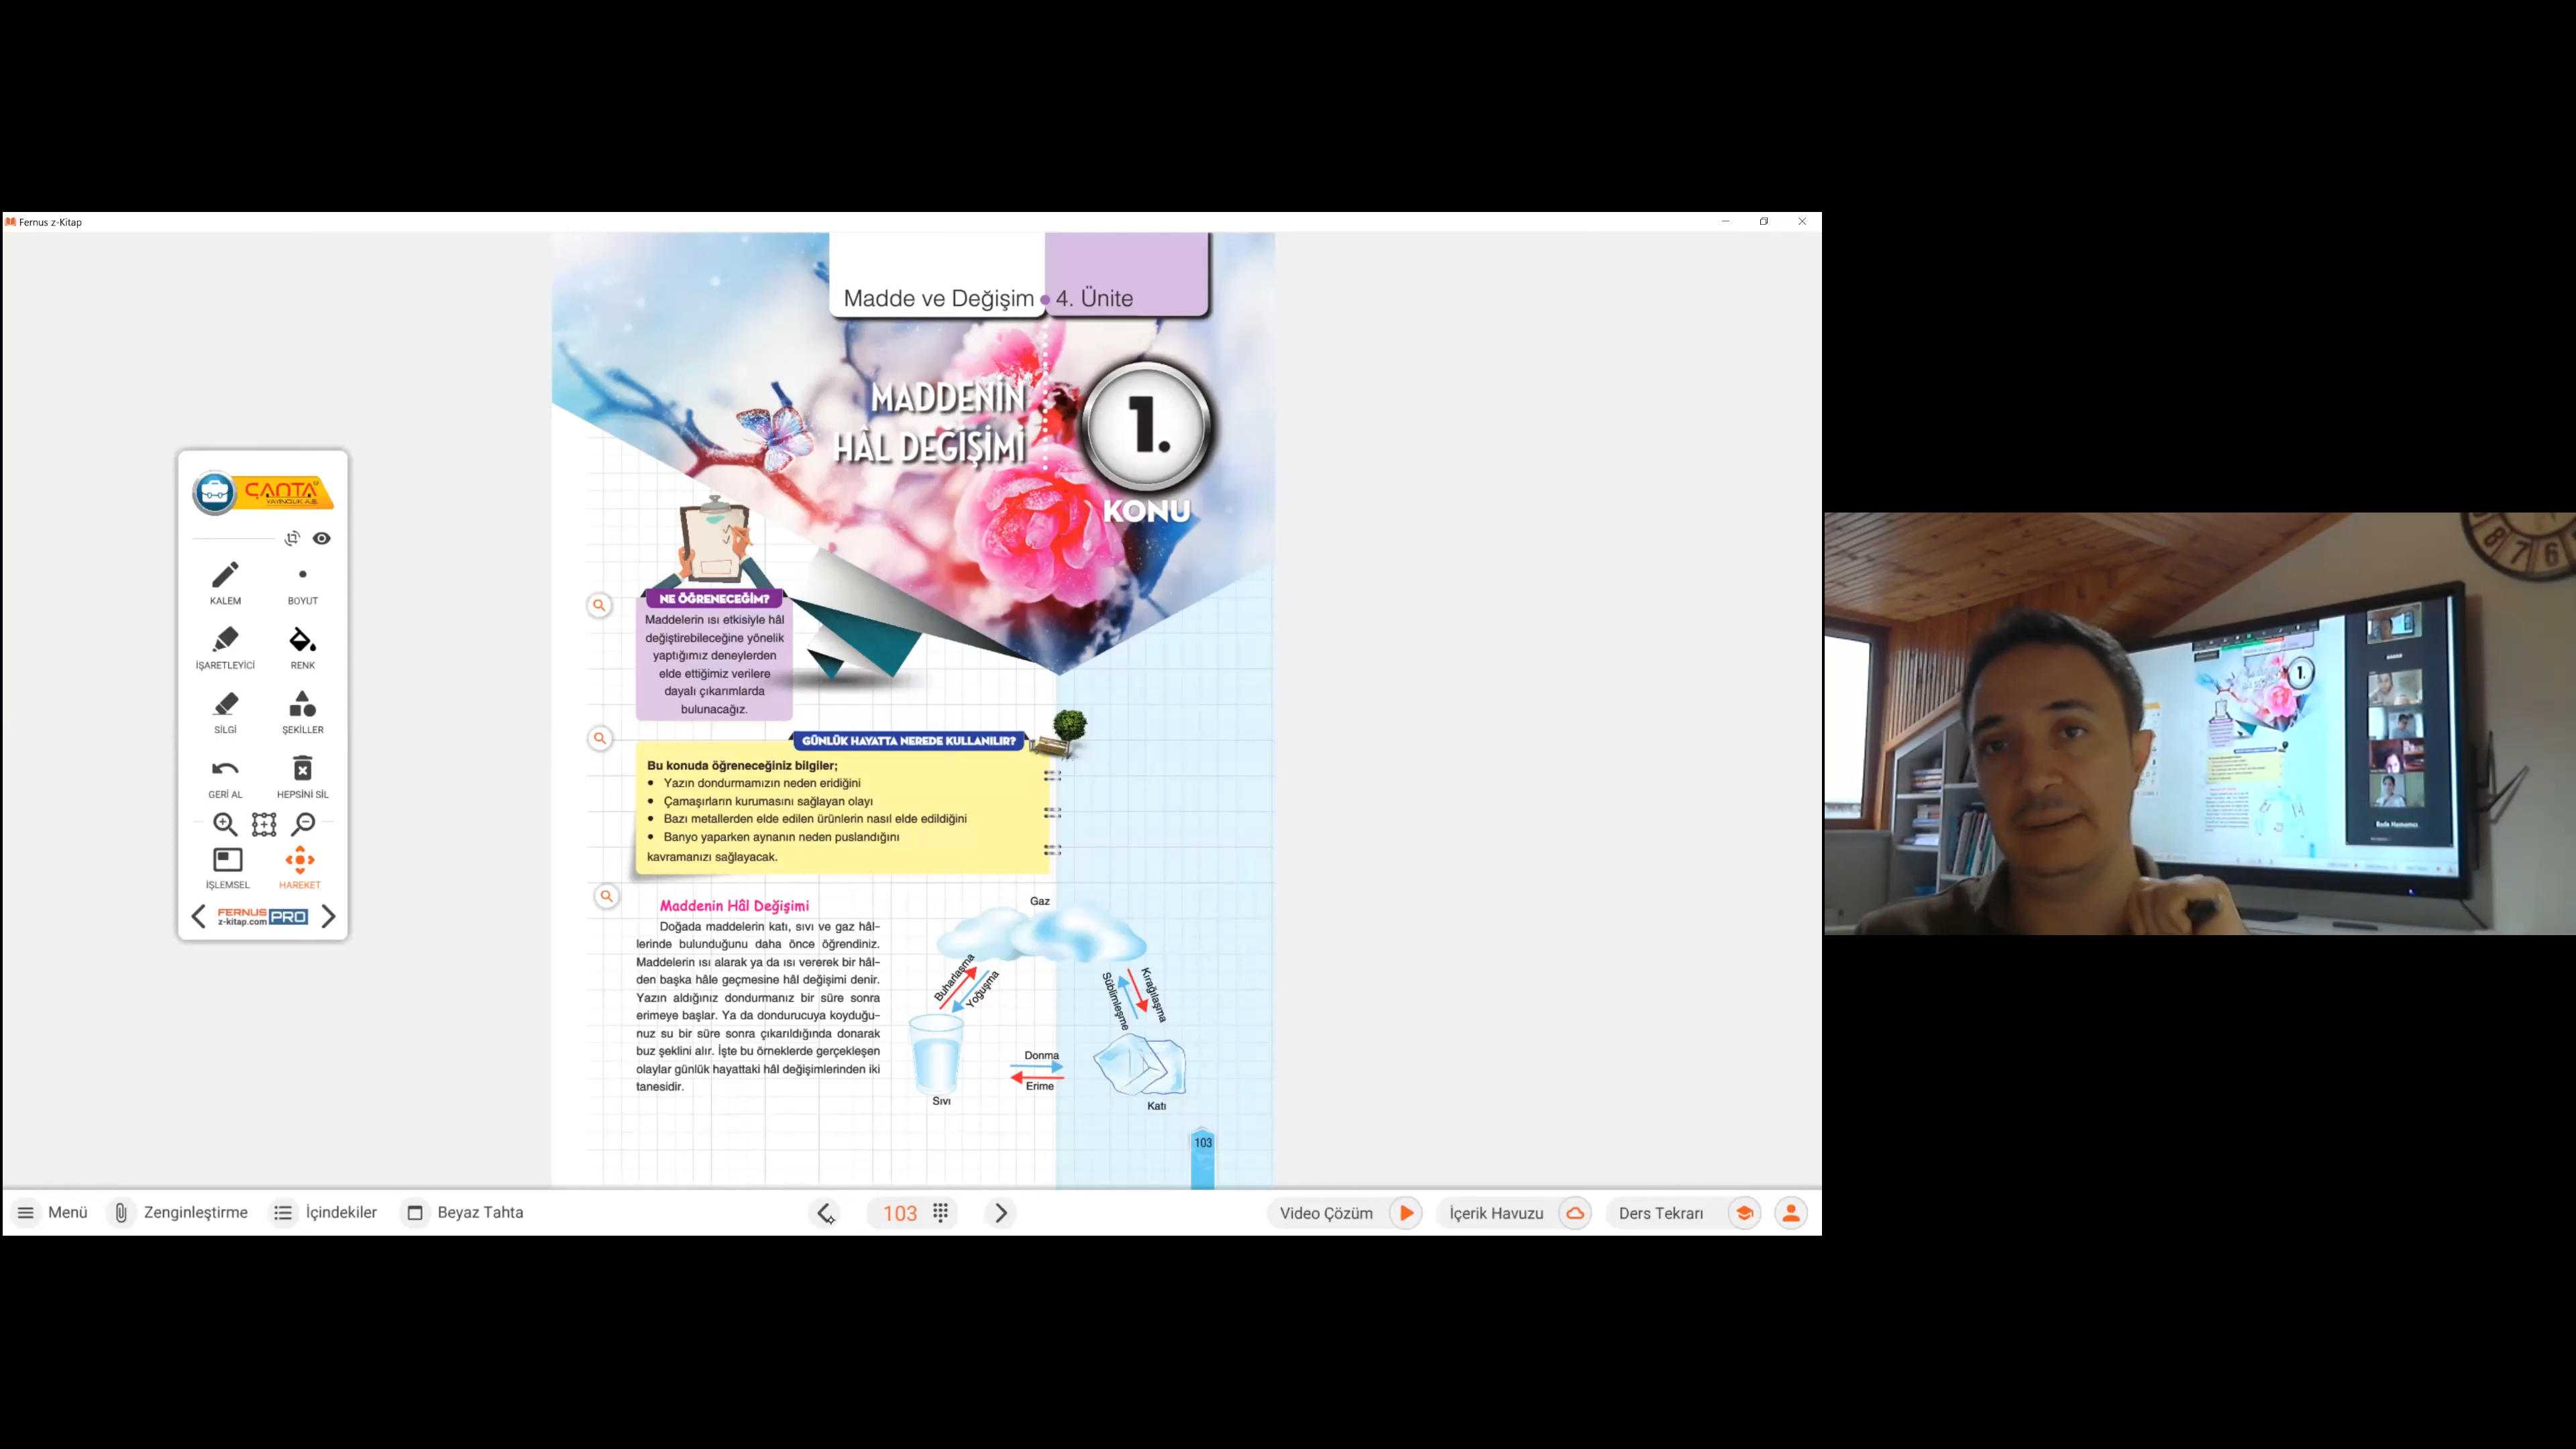 Fernus z-Kitap
Madde ve Değişim • 4. Ünite
MADDENİN
HÂL DEĞİŞİMİ
1.
KONU
ÇANTA
YAYINCILIK A.Ş.
KALEM
BOYUT
İŞARETLEYİCİ
RENK
SİLGİ
ŞEKİLLER
GERİ AL
HEPSİNİ SİL
İŞLEMSEL
HAREKET
FERNUS PRO
z-kitap.com
NE ÖĞRENECEĞİM?
Maddelerin ısı etkisiyle hâl
değiştirebileceğine yönelik
yaptığımız deneylerden
elde ettiğimiz verilere
dayalı çıkarımlarda
bulunacağız.
GÜNLÜK HAYATTA NEREDE KULLANILIR?
Bu konuda öğreneceğiniz bilgiler;
• Yazın dondurmamızın neden eridiğini
• Çamaşırların kurumasını sağlayan olayı
• Bazı metallerden elde edilen ürünlerin nasıl elde edildiğini
• Banyo yaparken aynanın neden puslandığını
kavramanızı sağlayacak.
Maddenin Hâl Değişimi
Doğada maddelerin katı, sıvı ve gaz hâl-
lerinde bulunduğunu daha önce öğrendiniz.
Maddelerin ısı alarak ya da ısı vererek bir hâl-
den başka hâle geçmesine hâl değişimi denir.
Yazın aldığınız dondurmanız bir süre sonra
erimeye başlar. Ya da dondurucuya koyduğu-
nuz su bir süre sonra çıkarıldığında donarak
buz şeklini alır. İşte bu örneklerde gerçekleşen
olaylar günlük hayattaki hâl değişimlerinden iki
tanesidir.
Gaz
Buharlaşma
Yoğuşma
Süblimleşme
Kırağılaşma
Donma
Erime
Sıvı
Katı
103
Menü
Zenginleştirme
İçindekiler
Beyaz Tahta
103
Video Çözüm
İçerik Havuzu
Ders Tekrarı
8 7 6
1.